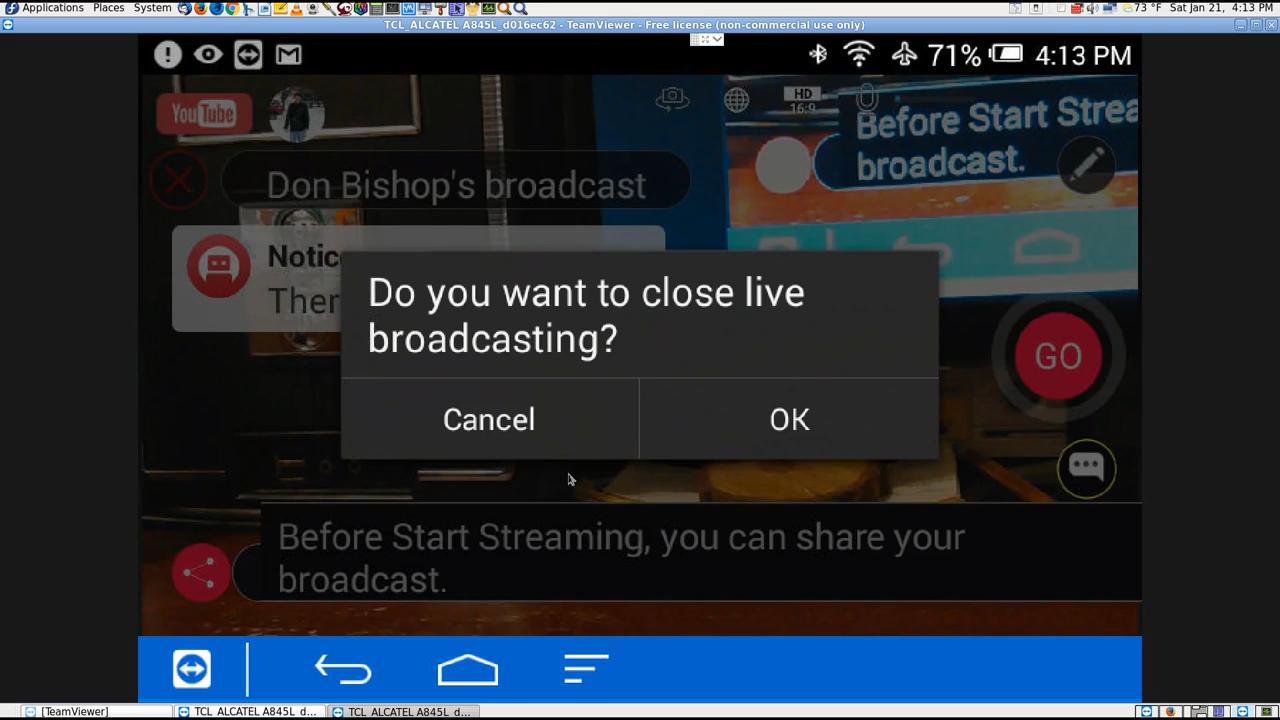 Applications Places System
73 °F Sat Jan 21, 4:13 PM
TCL_ALCATEL A845L_d016ec62 - TeamViewer - Free license (non-commercial use only)
71% 4:13 PM
YouTube
HD
16:9
Before Start Strea
broadcast.
Don Bishop's broadcast
Notic
Ther
Do you want to close live
broadcasting?
GO
Cancel OK
Before Start Streaming, you can share your
broadcast.
[TeamViewer] TCL_ALCATEL A845L_d... TCL_ALCATEL A845L_d...